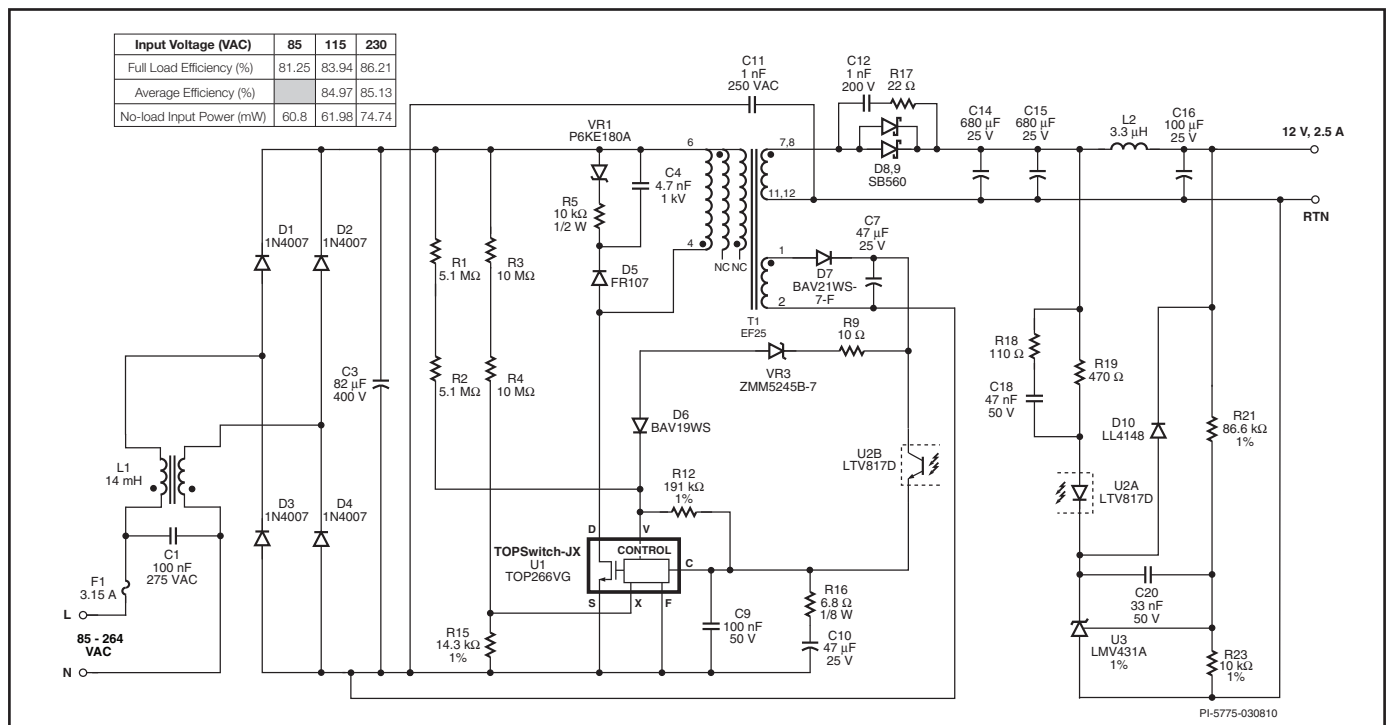 Input Voltage (VAC) 85 115 230
Full Load Efficiency (%) 81.25 83.94 86.21
Average Efficiency (%) 84.97 85.13
No-load Input Power (mW) 60.8 61.98 74.74
C11
1 nF
250 VAC
C12
1 nF
200 V
R17
22 Ω
D8,9
SB560
C14
680 µF
25 V
C15
680 µF
25 V
L2
3.3 µH
C16
100 µF
25 V
12 V, 2.5 A
RTN
VR1
P6KE180A
C4
4.7 nF
1 kV
R5
10 kΩ
1/2 W
D5
FR107
6
4
NC NC
7,8
11,12
1
2
T1
EF25
D7
BAV21WS-
7-F
C7
47 µF
25 V
D1
1N4007
D2
1N4007
R1
5.1 MΩ
R3
10 MΩ
R2
5.1 MΩ
R4
10 MΩ
C3
82 µF
400 V
VR3
ZMM5245B-7
R9
10 Ω
D6
BAV19WS
R12
191 kΩ
1%
U2B
LTV817D
R18
110 Ω
C18
47 nF
50 V
R19
470 Ω
D10
LL4148
R21
86.6 kΩ
1%
U2A
LTV817D
L1
14 mH
D3
1N4007
D4
1N4007
C1
100 nF
275 VAC
F1
3.15 A
L
85 - 264
VAC
N
TOPSwitch-JX
U1
TOP266VG
D
V
CONTROL
C
S
X
F
R15
14.3 kΩ
1%
C9
100 nF
50 V
R16
6.8 Ω
1/8 W
C10
47 µF
25 V
C20
33 nF
50 V
U3
LMV431A
1%
R23
10 kΩ
1%
PI-5775-030810